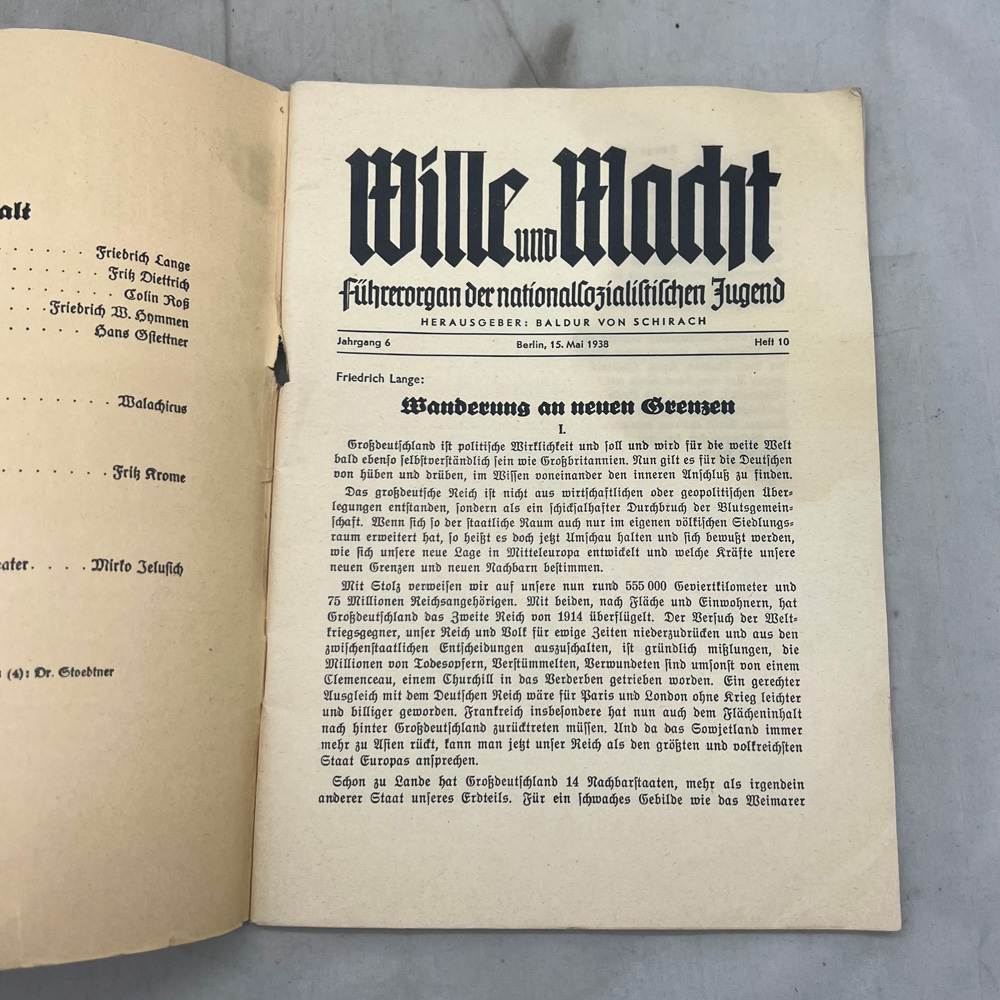 alt
Friedrich Lange
Fritz Diettrich
Colin Roß
Friedrich W. Hymmen
Hans Gstettner
Walachicus
Fritz Krome
eater. . . . Mirko Jelusich
(4): Dr. Stoedtner
Wille und Macht
Führerorgan der nationalsozialistischen Jugend
HERAUSGEBER: BALDUR VON SCHIRACH
Jahrgang 6 Berlin, 15. Mai 1938 Heft 10
Friedrich Lange:
Wanderung an neuen Grenzen
I.
Großdeutschland ist politische Wirklichkeit und soll und wird für die weite Welt
bald ebenso selbstverständlich sein wie Großbritannien. Nun gilt es für die Deutschen
von hüben und drüben, im Wissen voneinander den inneren Anschluß zu finden.
Das großdeutsche Reich ist nicht aus wirtschaftlichen oder geopolitischen Über-
legungen entstanden, sondern als ein schicksalhafter Durchbruch der Blutsgemein-
schaft. Wenn sich so der staatliche Raum auch nur im eigenen völkischen Siedlungs-
raum erweitert hat, so heißt es doch jetzt Umschau halten und sich bewußt werden,
wie sich unsere neue Lage in Mitteleuropa entwickelt und welche Kräfte unsere
neuen Grenzen und neuen Nachbarn bestimmen.
Mit Stolz verweisen wir auf unsere nun rund 555 000 Geviertkilometer und
75 Millionen Reichsangehörigen. Mit beiden, nach Fläche und Einwohnern, hat
Großdeutschland das Zweite Reich von 1914 überflügelt. Der Versuch der Welt-
kriegsgegner, unser Reich und Volk für ewige Zeiten niederzudrücken und aus den
zwischenstaatlichen Entscheidungen auszuschalten, ist gründlich mißlungen, die
Millionen von Todesopfern, Verstümmelten, Verwundeten sind umsonst von einem
Clemenceau, einem Churchill in das Verderben getrieben worden. Ein gerechter
Ausgleich mit dem Deutschen Reich wäre für Paris und London ohne Krieg leichter
und billiger geworden. Frankreich insbesondere hat nun auch dem Flächeninhalt
nach hinter Großdeutschland zurücktreten müssen. Und da das Sowjetland immer
mehr zu Asien rückt, kann man jetzt unser Reich als den größten und volkreichsten
Staat Europas ansprechen.
Schon zu Lande hat Großdeutschland 14 Nachbarstaaten, mehr als irgendein
anderer Staat unseres Erdteils. Für ein schwaches Gebilde wie das Weimarer